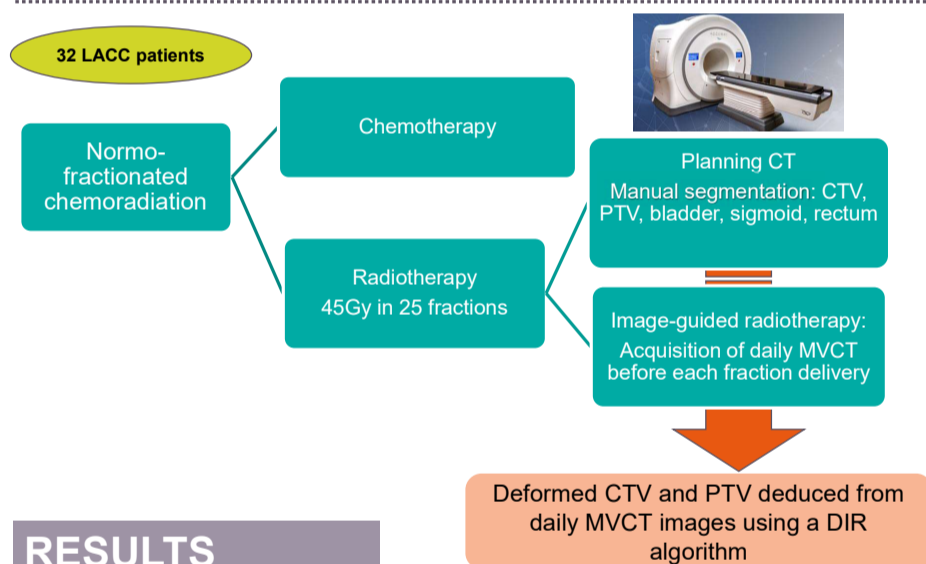 32 LACC patients
Normo-
fractionated
chemoradiation
Chemotherapy
Radiotherapy
45Gy in 25 fractions
Planning CT
Manual segmentation: CTV,
PTV, bladder, sigmoid, rectum
Image-guided radiotherapy:
Acquisition of daily MVCT
before each fraction delivery
Deformed CTV and PTV deduced from
daily MVCT images using a DIR
algorithm
RESULTS